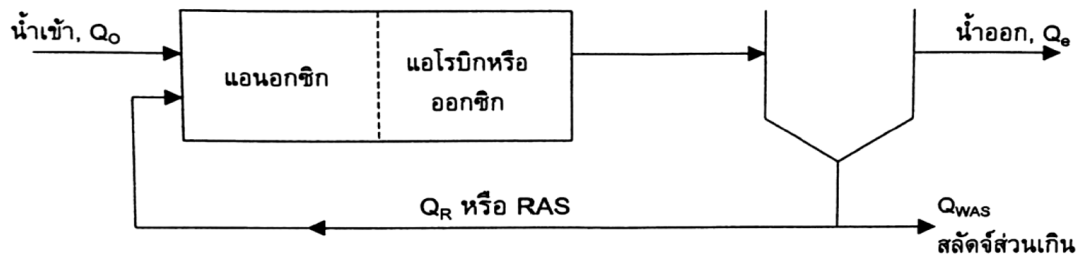 น้ำเข้า, Qo
น้ำออก, Qe
แอนอกซิก
แอโรบิกหรือ
ออกซิก
QR หรือ RAS
QWAS
สลัดจ์ส่วนเกิน